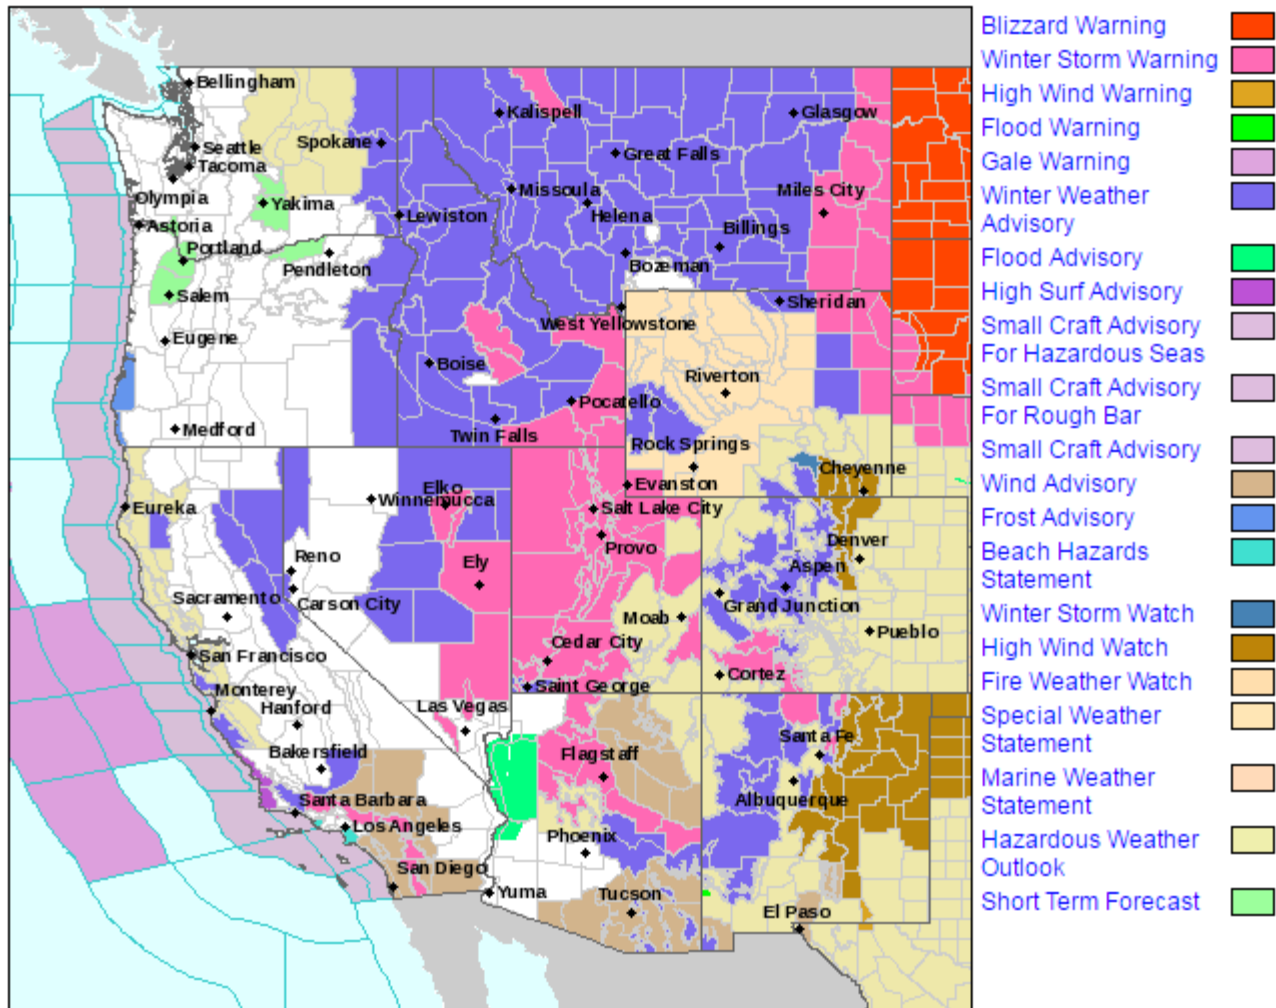 Bellingham
Seattle
Spokane
Tacoma
Olympia
Yakima
Astoria
Portland
Pendleton
Salem
Eugene
Medford
Kalispell
Glasgow
Great Falls
Missoula
Miles City
Helena
Lewiston
Billings
Bozeman
Sheridan
West Yellowstone
Boise
Riverton
Pocatello
Twin Falls
Rock Springs
Cheyenne
Evanston
Elko
Winnemucca
Eureka
Salt Lake City
Provo
Denver
Reno
Ely
Aspen
Sacramento
Carson City
Grand Junction
Moab
Pueblo
San Francisco
Cedar City
Cortez
Saint George
Monterey
Hanford
Las Vegas
Bakersfield
Flagstaff
Santa Fe
Santa Barbara
Albuquerque
Los Angeles
Phoenix
San Diego
Yuma
Tucson
El Paso
Blizzard Warning
Winter Storm Warning
High Wind Warning
Flood Warning
Gale Warning
Winter Weather
Advisory
Flood Advisory
High Surf Advisory
Small Craft Advisory
For Hazardous Seas
Small Craft Advisory
For Rough Bar
Small Craft Advisory
Wind Advisory
Frost Advisory
Beach Hazards
Statement
Winter Storm Watch
High Wind Watch
Fire Weather Watch
Special Weather
Statement
Marine Weather
Statement
Hazardous Weather
Outlook
Short Term Forecast